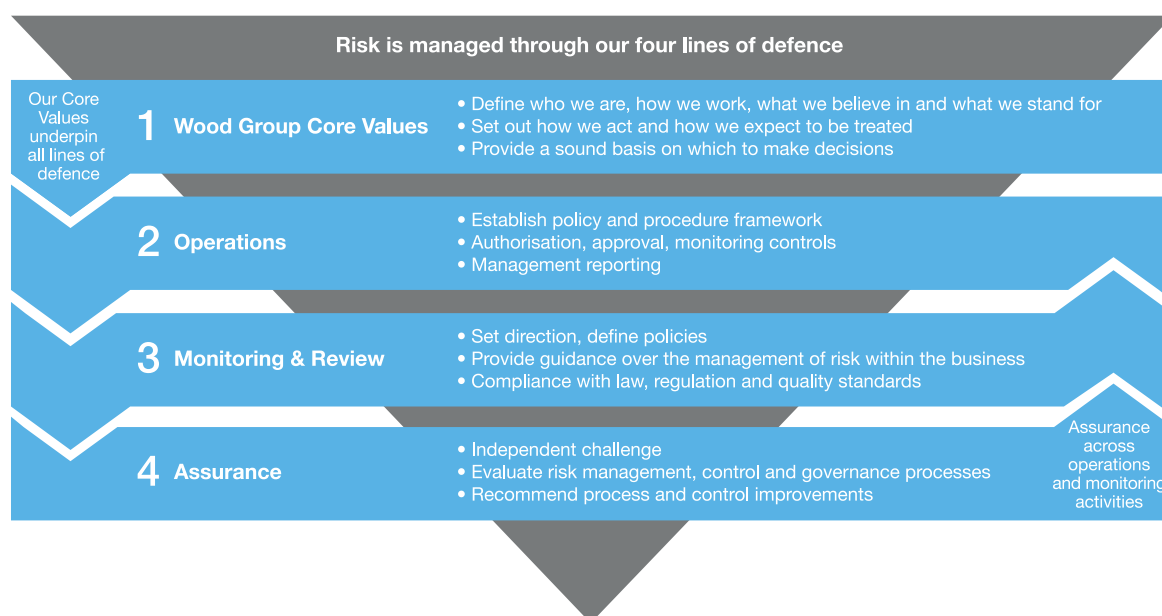 Risk is managed through our four lines of defence
Our Core
Values
underpin
all lines of
defence
1 Wood Group Core Values
• Define who we are, how we work, what we believe in and what we stand for
• Set out how we act and how we expect to be treated
• Provide a sound basis on which to make decisions
2 Operations
• Establish policy and procedure framework
• Authorisation, approval, monitoring controls
• Management reporting
3 Monitoring & Review
• Set direction, define policies
• Provide guidance over the management of risk within the business
• Compliance with law, regulation and quality standards
4 Assurance
• Independent challenge
• Evaluate risk management, control and governance processes
• Recommend process and control improvements
Assurance
across
operations
and monitoring
activities